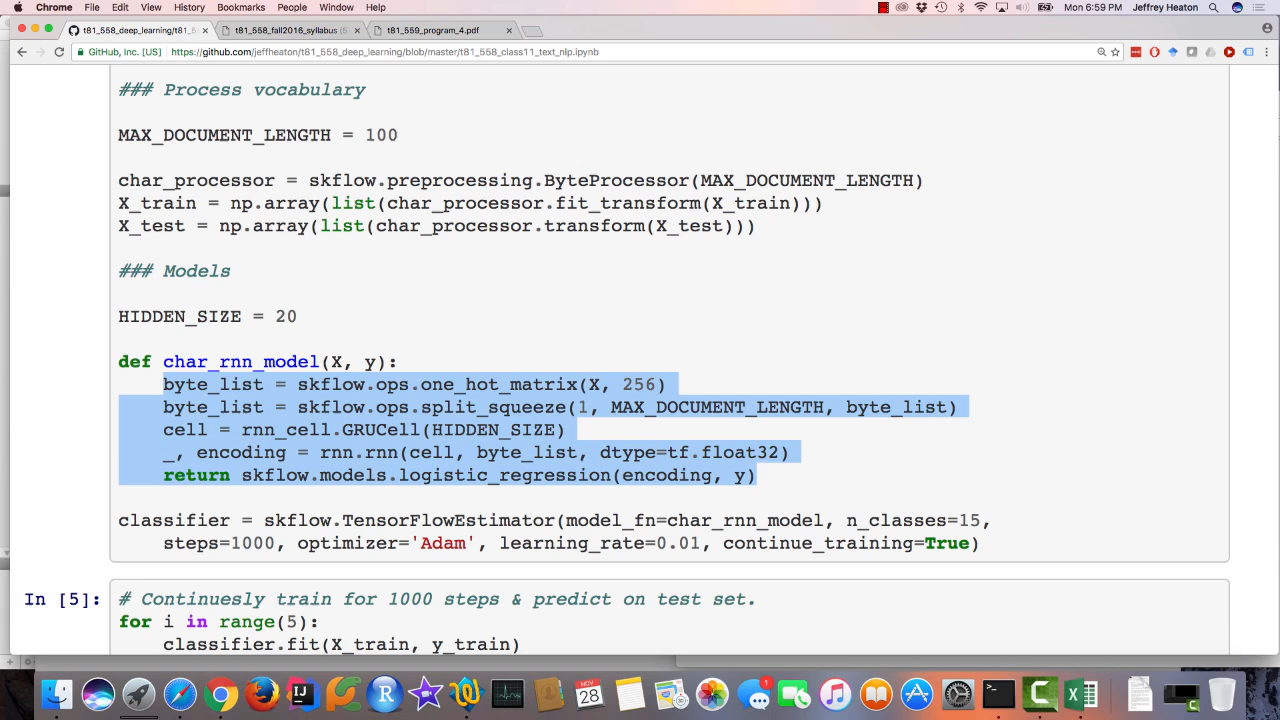 Chrome File Edit View History Bookmarks People Window Help Mon 6:59 PM Jeffrey Heaton
t81_558_deep_learning/t81_5 t81_558_fall2016_syllabus (5 t81_559_program_4.pdf
GitHub, Inc. [US] https://github.com/jeffheaton/t81_558_deep_learning/blob/master/t81_558_class11_text_nlp.ipynb
### Process vocabulary
MAX_DOCUMENT_LENGTH = 100
char_processor = skflow.preprocessing.ByteProcessor(MAX_DOCUMENT_LENGTH)
X_train = np.array(list(char_processor.fit_transform(X_train)))
X_test = np.array(list(char_processor.transform(X_test)))
### Models
HIDDEN_SIZE = 20
def char_rnn_model(X, y):
byte_list = skflow.ops.one_hot_matrix(X, 256)
byte_list = skflow.ops.split_squeeze(1, MAX_DOCUMENT_LENGTH, byte_list)
cell = rnn_cell.GRUCell(HIDDEN_SIZE)
_, encoding = rnn.rnn(cell, byte_list, dtype=tf.float32)
return skflow.models.logistic_regression(encoding, y)
classifier = skflow.TensorFlowEstimator(model_fn=char_rnn_model, n_classes=15,
steps=1000, optimizer='Adam', learning_rate=0.01, continue_training=True)
In [5]: # Continuesly train for 1000 steps & predict on test set.
for i in range(5):
classifier.fit(X_train, y_train)
IJ R NOV 28 1